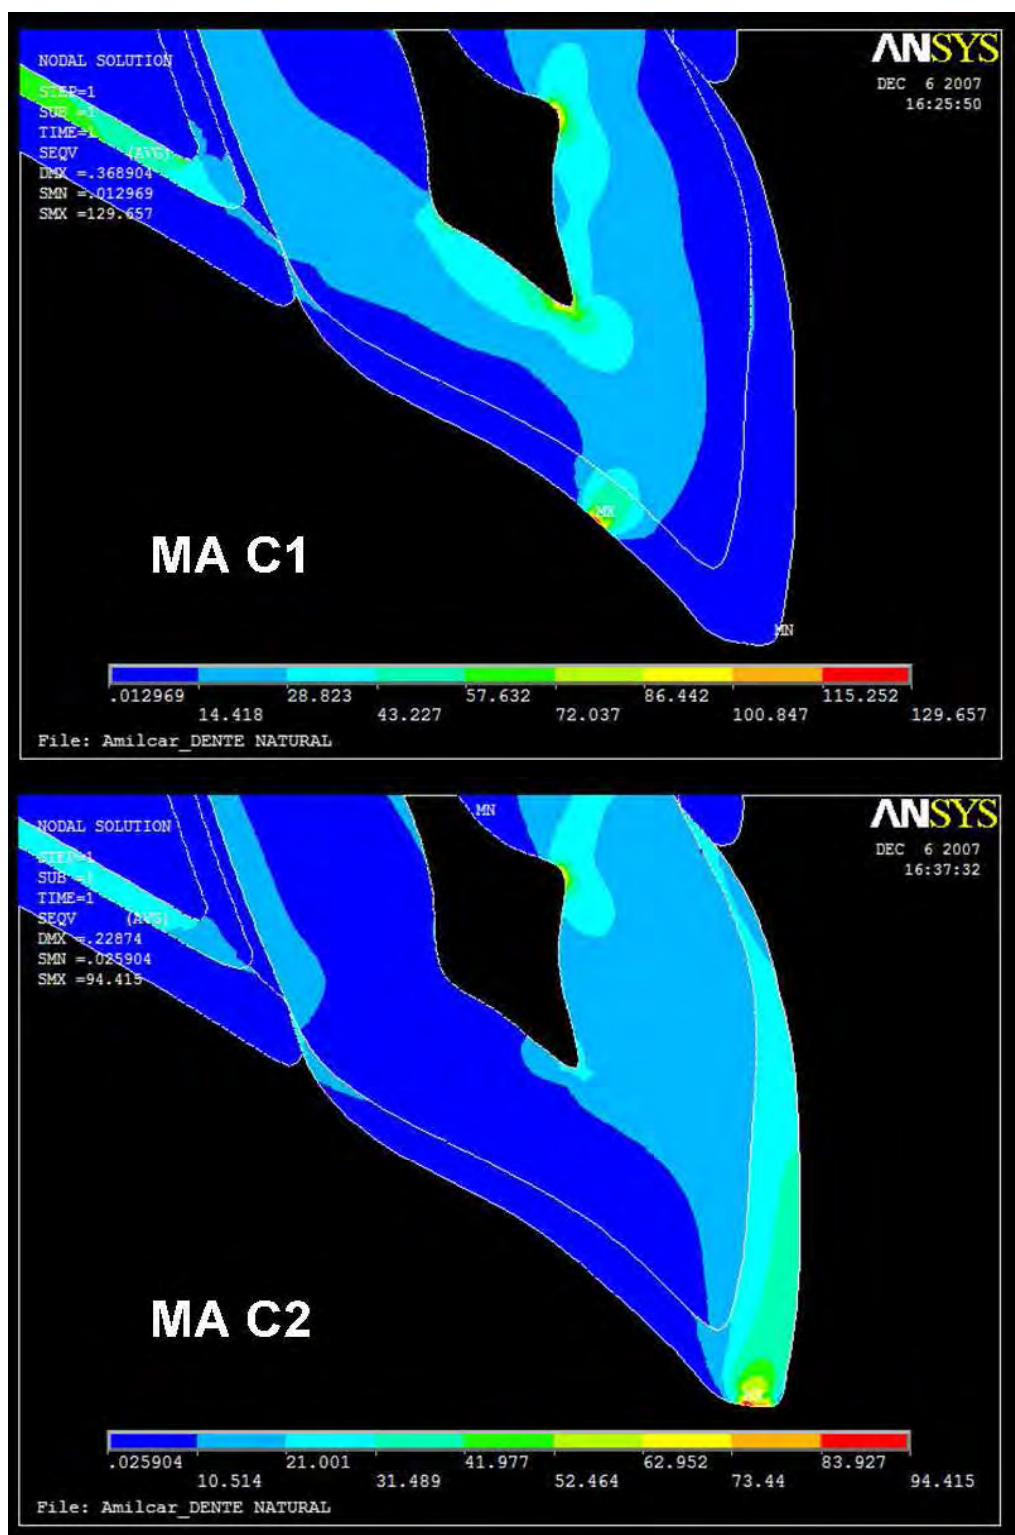 ANSYS
NODAL SOLUTION
DEC 6 2007
16:25:50
STEP=1
SUB =1
TIME=1
SEQV (AVG)
DMX =.368904
SMN =.012969
SMX =129.657
MX
MA C1
MN
.012969 28.823 57.632 86.442 115.252
14.418 43.227 72.037 100.847 129.657
File: Amilcar_DENTE NATURAL
ANSYS
MN
NODAL SOLUTION
DEC 6 2007
16:37:32
STEP=1
SUB =1
TIME=1
SEQV (AVG)
DMX =.22874
SMN =.025904
SMX =94.415
MA C2
.025904 21.001 41.977 62.952 83.927
10.514 31.489 52.464 73.44 94.415
File: Amilcar_DENTE NATURAL